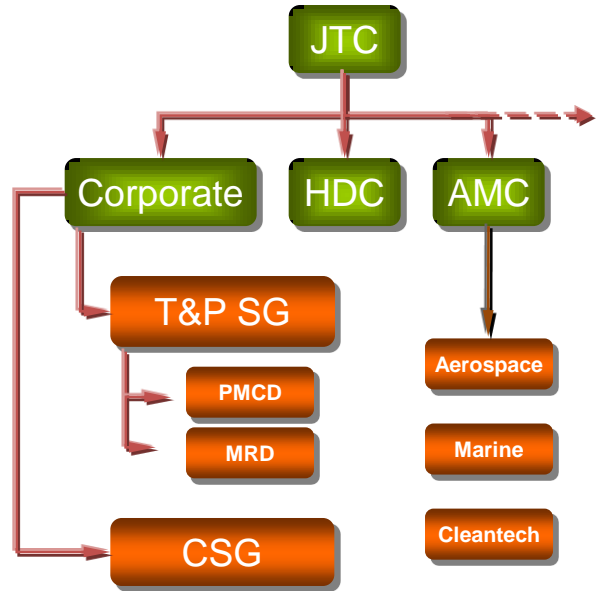 JTC
Corporate
HDC
AMC
T&P SG
PMCD
MRD
CSG
Aerospace
Marine
Cleantech